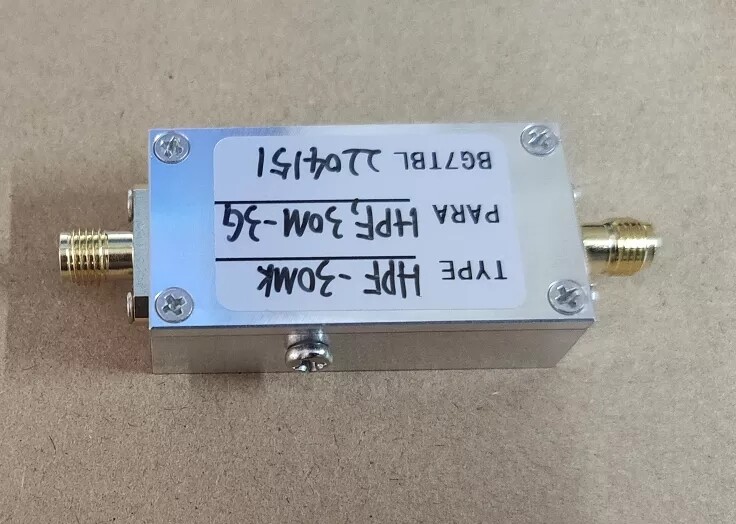 TYPE HPF-30MK
PARA HPF,30M-3G
BG7TBL 2204151